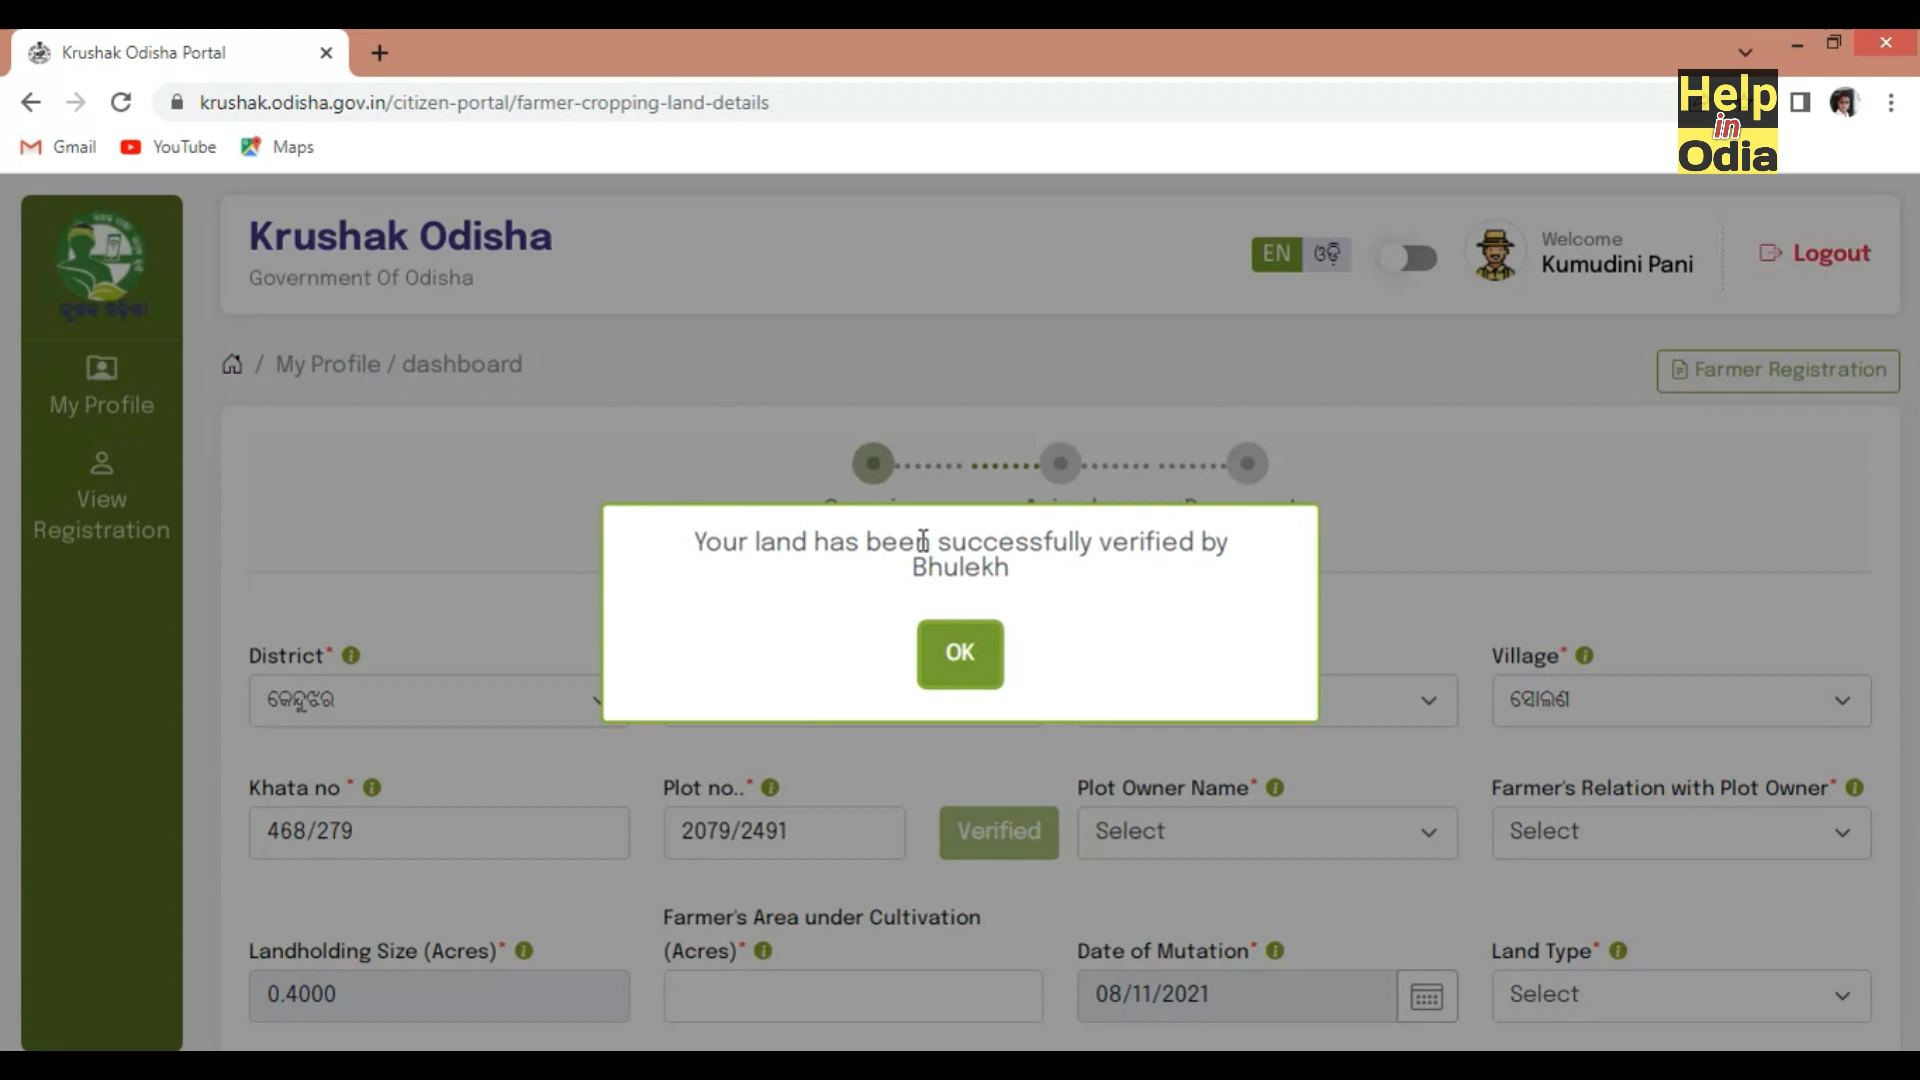 Krushak Odisha Portal
krushak.odisha.gov.in/citizen-portal/farmer-cropping-land-details
Gmail YouTube Maps
Help
in
Odia
Krushak Odisha
Government Of Odisha
EN ଓଡ଼ି
Welcome
Kumudini Pani
Logout
କୃଷକ ଓଡ଼ିଶା
My Profile / dashboard
Farmer Registration
My Profile
View
Registration
Your land has been successfully verified by
Bhulekh
OK
District*
Village*
କେନ୍ଦୁଝର
ସୋଲଣ
Khata no *
Plot no..*
Plot Owner Name*
Farmer's Relation with Plot Owner*
468/279
2079/2491
Verified
Select
Select
Farmer's Area under Cultivation
Landholding Size (Acres)*
(Acres)*
Date of Mutation*
Land Type*
0.4000
08/11/2021
Select